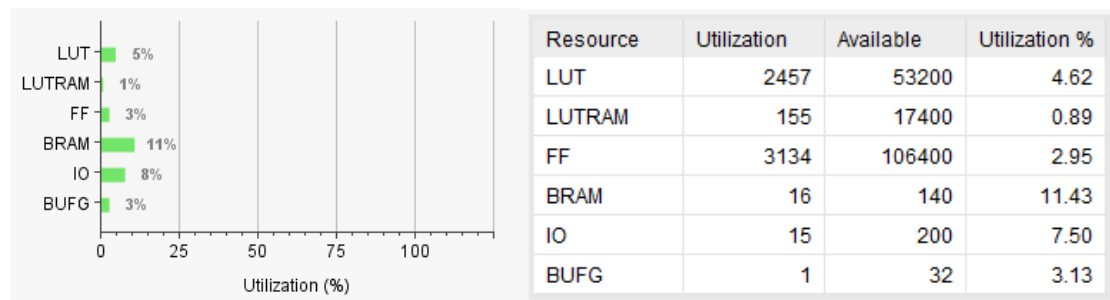 LUT 5%
LUTRAM 1%
FF 3%
BRAM 11%
IO 8%
BUFG 3%
0 25 50 75 100
Utilization (%)
Resource Utilization Available Utilization %
LUT 2457 53200 4.62
LUTRAM 155 17400 0.89
FF 3134 106400 2.95
BRAM 16 140 11.43
IO 15 200 7.50
BUFG 1 32 3.13